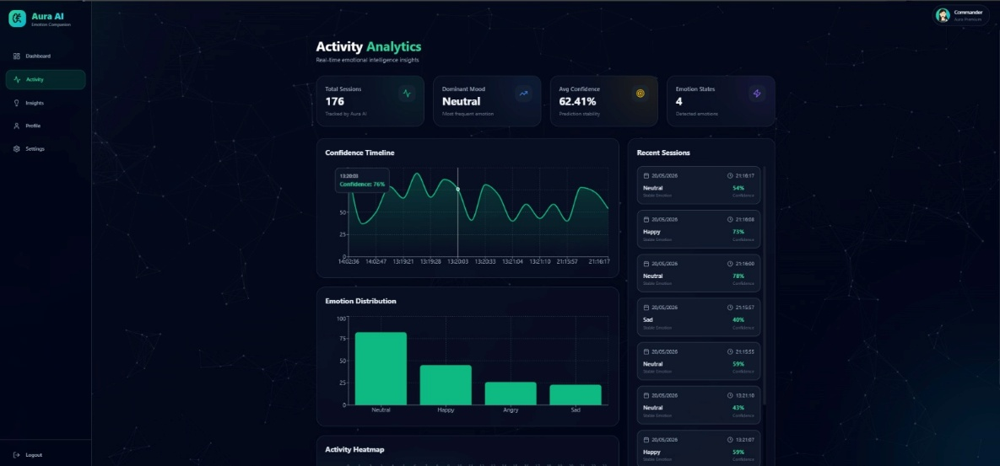 Aura AI
Emotion Companion
Dashboard
Activity
Insights
Profile
Settings
Logout
Commander
Aura Premium
Activity Analytics
Real-time emotional intelligence insights
Total Sessions
176
Tracked by Aura AI
Dominant Mood
Neutral
Most frequent emotion
Avg Confidence
62.41%
Prediction stability
Emotion States
4
Detected emotions
Confidence Timeline
13:20:03
Confidence: 76%
50
25
0
14:02:36 14:02:47 13:19:21 13:19:28 13:20:03 13:20:33 13:21:04 13:21:10 21:15:57 21:16:17
Emotion Distribution
100
75
50
25
0
Neutral Happy Angry Sad
Activity Heatmap
Recent Sessions
20/05/2026 21:16:17
Neutral 54%
Stable Emotion Confidence
20/05/2026 21:16:08
Happy 73%
Stable Emotion Confidence
20/05/2026 21:16:00
Neutral 78%
Stable Emotion Confidence
20/05/2026 21:15:57
Sad 40%
Stable Emotion Confidence
20/05/2026 21:15:55
Neutral 59%
Stable Emotion Confidence
20/05/2026 13:21:10
Neutral 43%
Stable Emotion Confidence
20/05/2026 13:21:07
Happy 59%
Stable Emotion Confidence